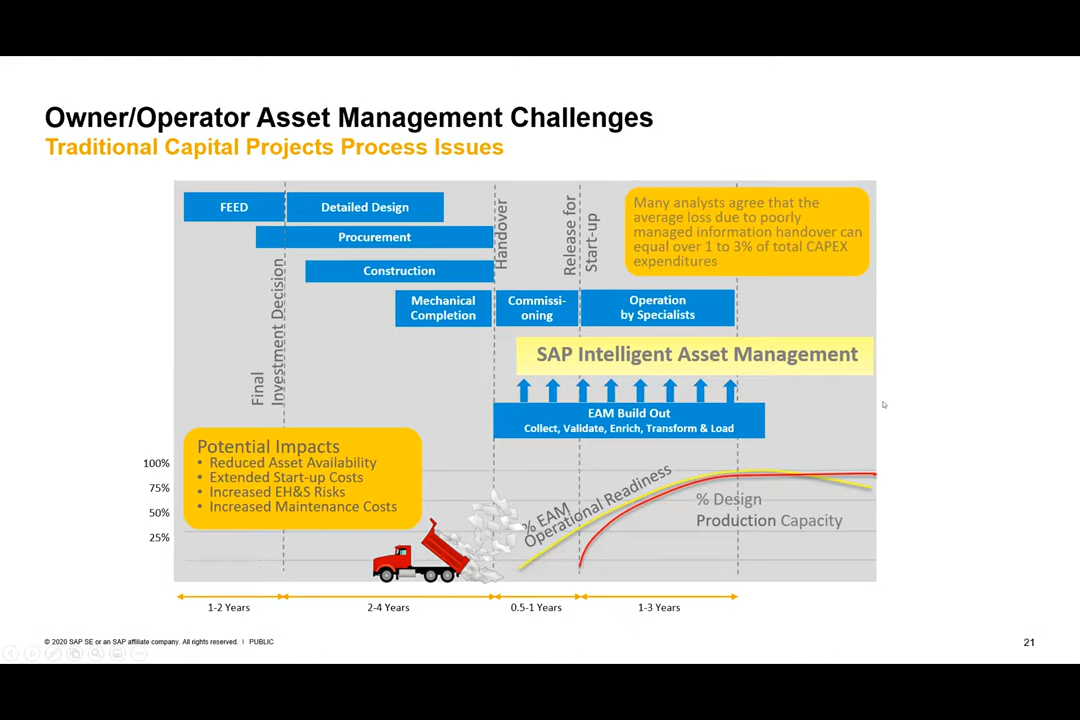 Owner/Operator Asset Management Challenges
Traditional Capital Projects Process Issues
FEED
Detailed Design
Procurement
Construction
Mechanical
Completion
Commissi-
oning
Operation
by Specialists
Final
Investment Decision
Handover
Release for
Start-up
Many analysts agree that the
average loss due to poorly
managed information handover can
equal over 1 to 3% of total CAPEX
expenditures
SAP Intelligent Asset Management
EAM Build Out
Collect, Validate, Enrich, Transform & Load
Potential Impacts
• Reduced Asset Availability
• Extended Start-up Costs
• Increased EH&S Risks
• Increased Maintenance Costs
100%
75%
50%
25%
% EAM
Operational Readiness
% Design
Production Capacity
1-2 Years
2-4 Years
0.5-1 Years
1-3 Years
© 2020 SAP SE or an SAP affiliate company. All rights reserved. | PUBLIC
21